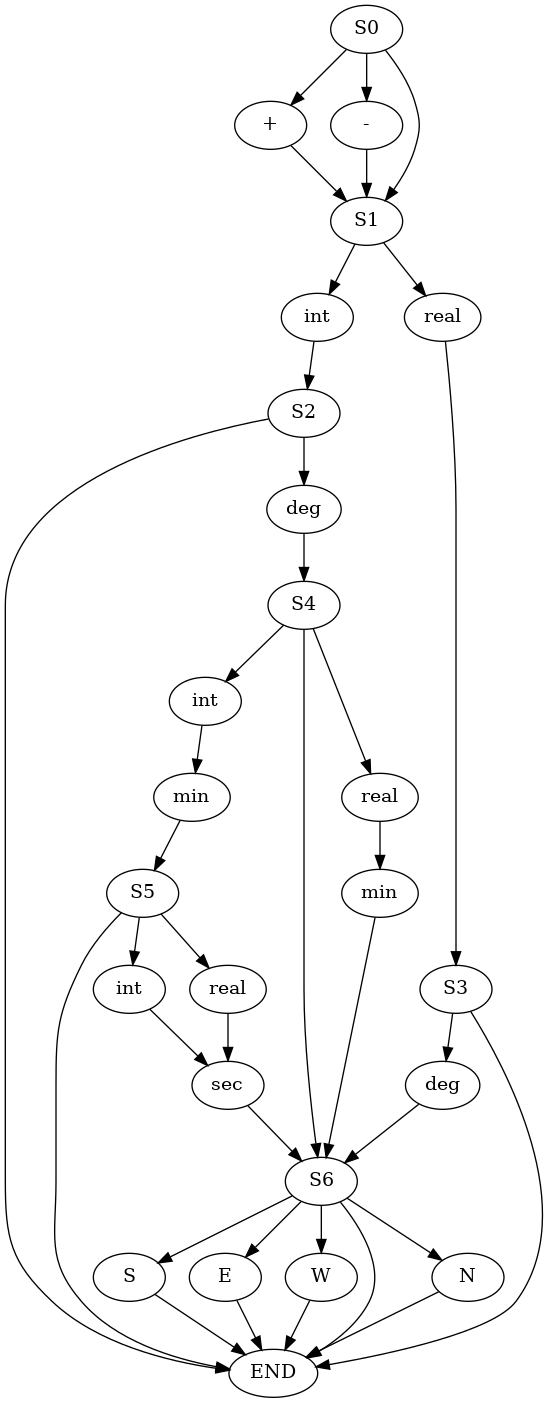 S0
+
-
S1
int
real
S2
deg
S4
int
min
real
S5
min
int
real
S3
sec
deg
S6
S
E
W
N
END